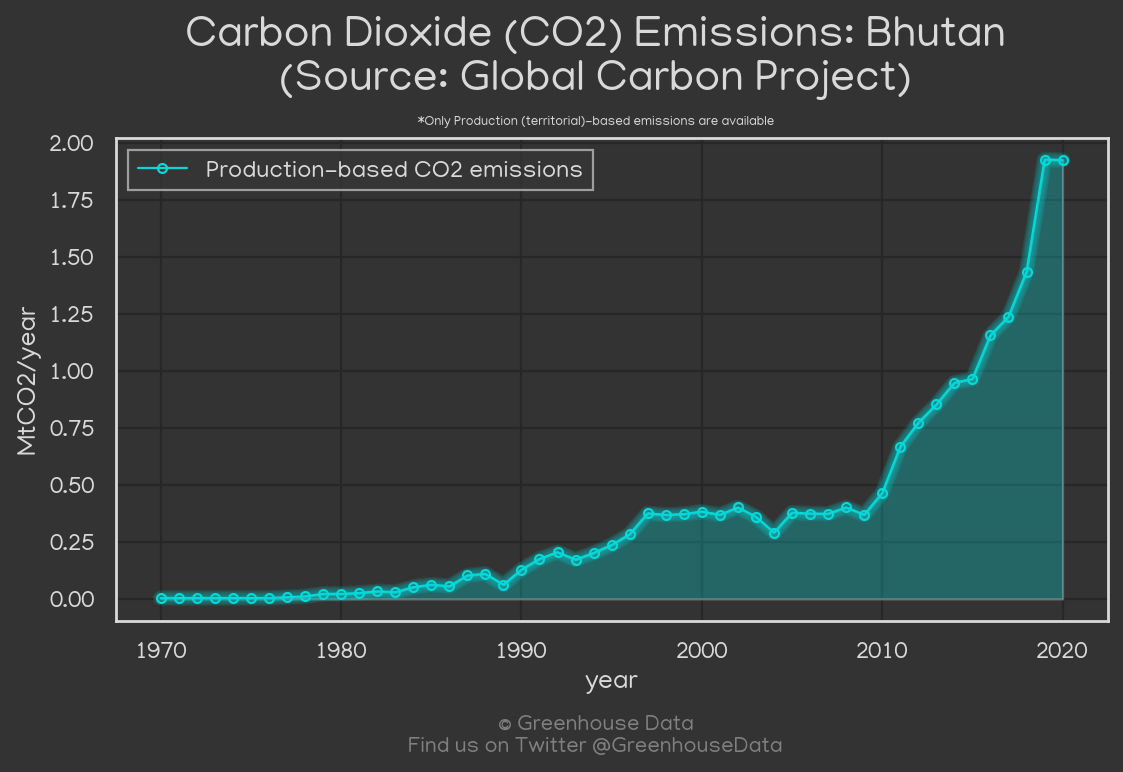 Carbon Dioxide (CO2) Emissions: Bhutan
(Source: Global Carbon Project)
*Only Production (territorial)-based emissions are available
Production-based CO2 emissions
MtCO2/year
2.00
1.75
1.50
1.25
1.00
0.75
0.50
0.25
0.00
1970 1980 1990 2000 2010 2020
year
© Greenhouse Data
Find us on Twitter @GreenhouseData